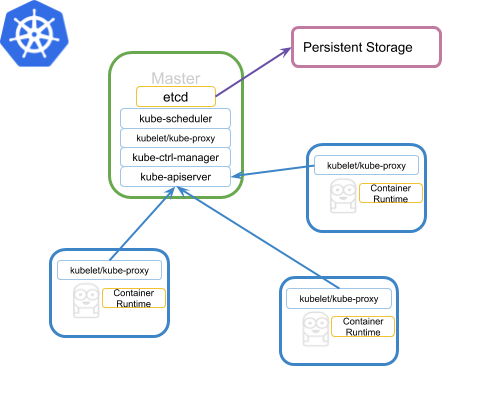 Persistent Storage
Master
etcd
kube-scheduler
kubelet/kube-proxy
kube-ctrl-manager
kube-apiserver
kubelet/kube-proxy
Container
Runtime
kubelet/kube-proxy
Container
Runtime
kubelet/kube-proxy
Container
Runtime